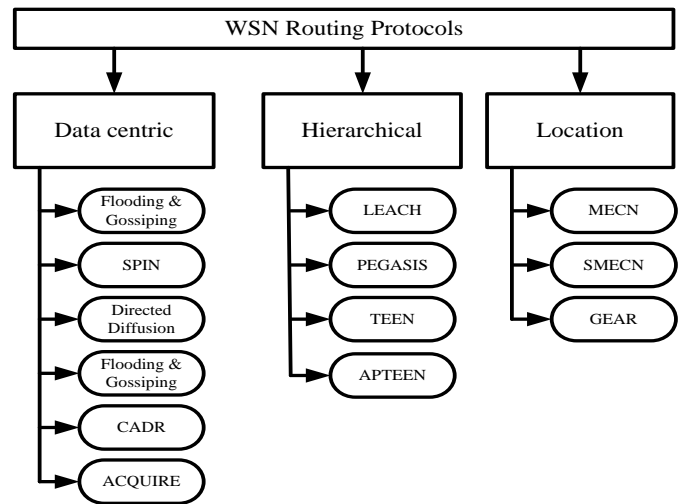 WSN Routing Protocols
Data centric
Flooding &
Gossiping
SPIN
Directed
Diffusion
Flooding &
Gossiping
CADR
ACQUIRE
Hierarchical
LEACH
PEGASIS
TEEN
APTEEN
Location
MECN
SMECN
GEAR